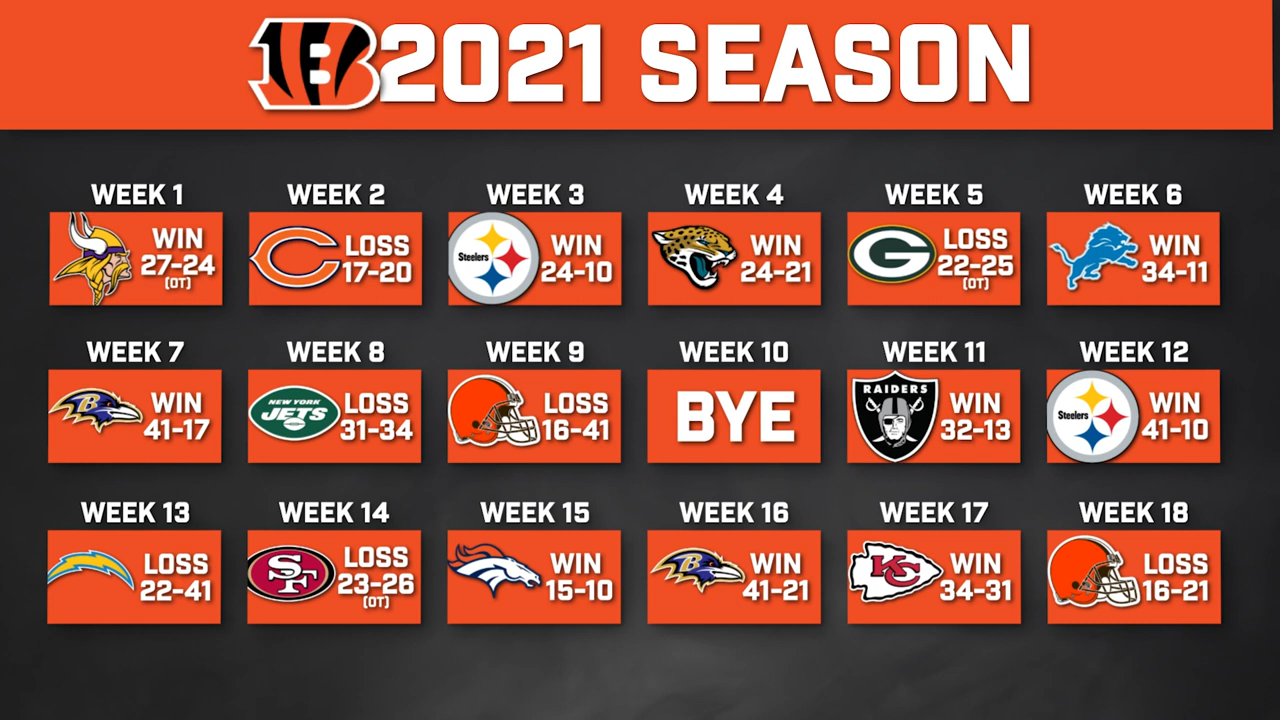 B 2021 SEASON
WEEK 1
WIN
27-24
(OT)
WEEK 2
C
LOSS
17-20
WEEK 3
Steelers
WIN
24-10
WEEK 4
WIN
24-21
WEEK 5
G
LOSS
22-25
(OT)
WEEK 6
WIN
34-11
WEEK 7
B
WIN
41-17
WEEK 8
NEW YORK
JETS
LOSS
31-34
WEEK 9
LOSS
16-41
WEEK 10
BYE
WEEK 11
RAIDERS
WIN
32-13
WEEK 12
Steelers
WIN
41-10
WEEK 13
LOSS
22-41
WEEK 14
SF
LOSS
23-26
(OT)
WEEK 15
WIN
15-10
WEEK 16
B
WIN
41-21
WEEK 17
KC
WIN
34-31
WEEK 18
LOSS
16-21